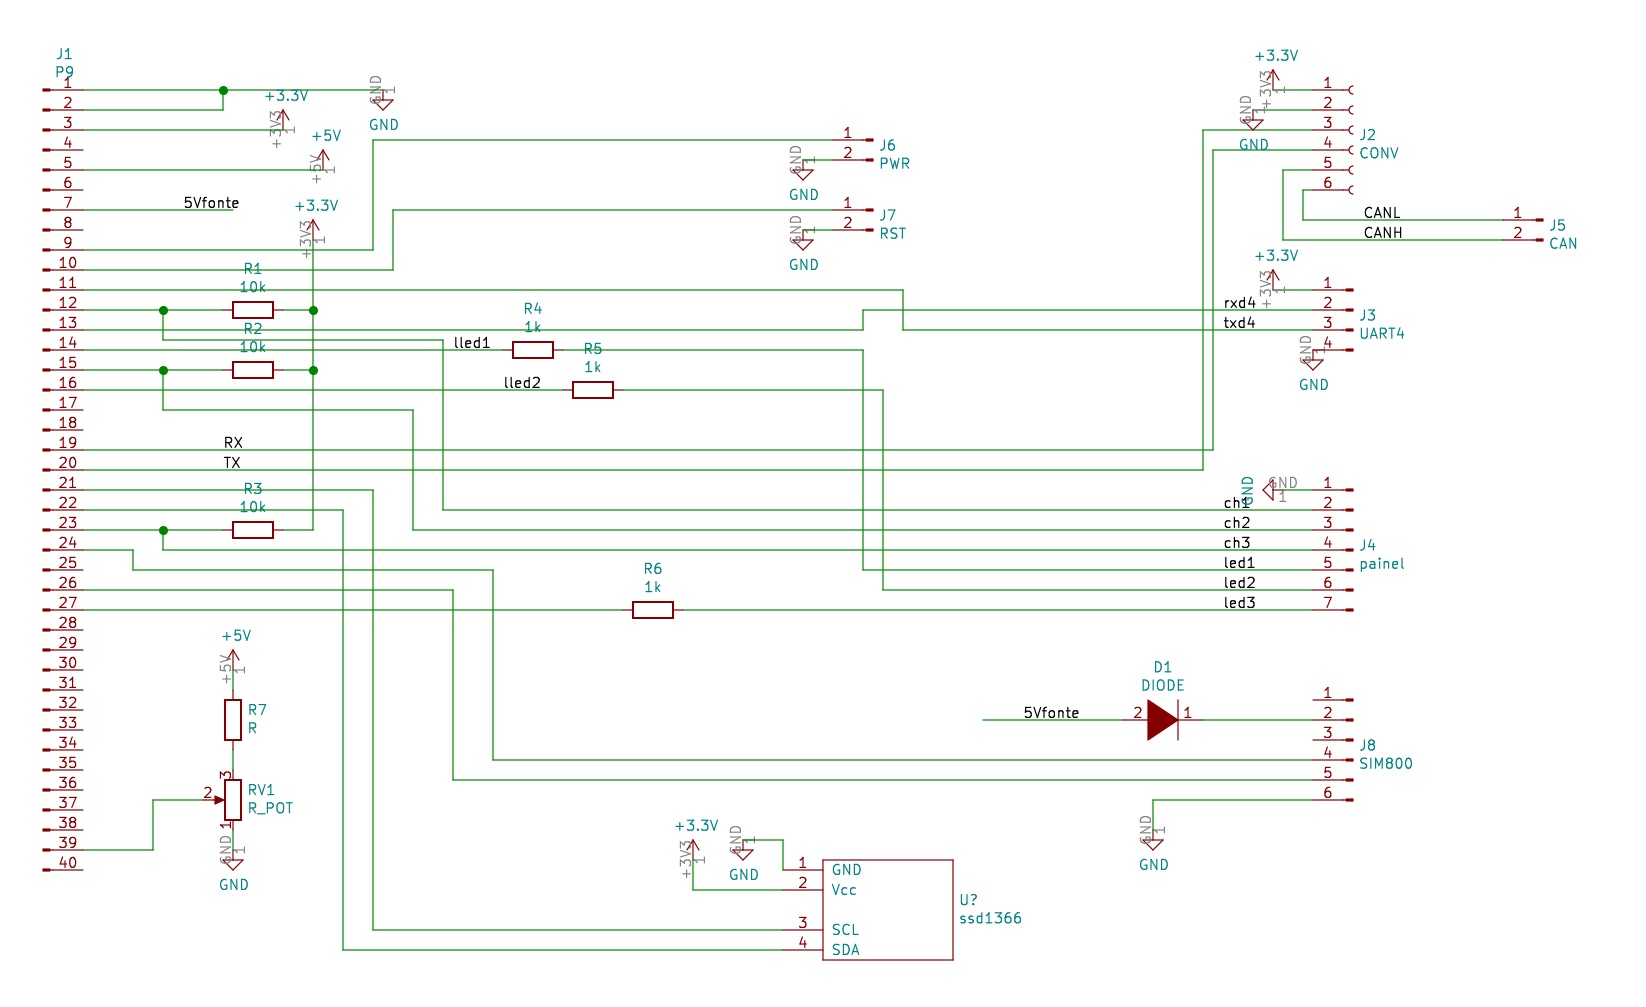 J1
P9
1
2
3
4
5
6
7
8
9
10
11
12
13
14
15
16
17
18
19
20
21
22
23
24
25
26
27
28
29
30
31
32
33
34
35
36
37
38
39
40
GND
1
GND
+3.3V
+3V3
1
+5V
+5V
1
5Vfonte
+3.3V
+3V3
1
R1
10k
R2
10k
R3
10k
lled1
R4
1k
lled2
R5
1k
RX
TX
R6
1k
1
2
J6
PWR
GND
1
GND
1
2
J7
RST
GND
1
GND
+3.3V
+3V3
1
GND
1
GND
1
2
3
4
5
6
J2
CONV
CANL
CANH
1
2
J5
CAN
+3.3V
+3V3
1
rxd4
txd4
1
2
3
4
J3
UART4
GND
1
GND
GND
GND
1
ch1
ch2
ch3
led1
led2
led3
1
2
3
4
5
6
7
J4
painel
D1
DIODE
5Vfonte
2
1
1
2
3
4
5
6
J8
SIM800
GND
1
GND
+5V
+5V
1
R7
R
3
2
1
RV1
R_POT
GND
1
GND
+3.3V
+3V3
1
GND
1
GND
1
GND
2
Vcc
3
SCL
4
SDA
U?
ssd1366